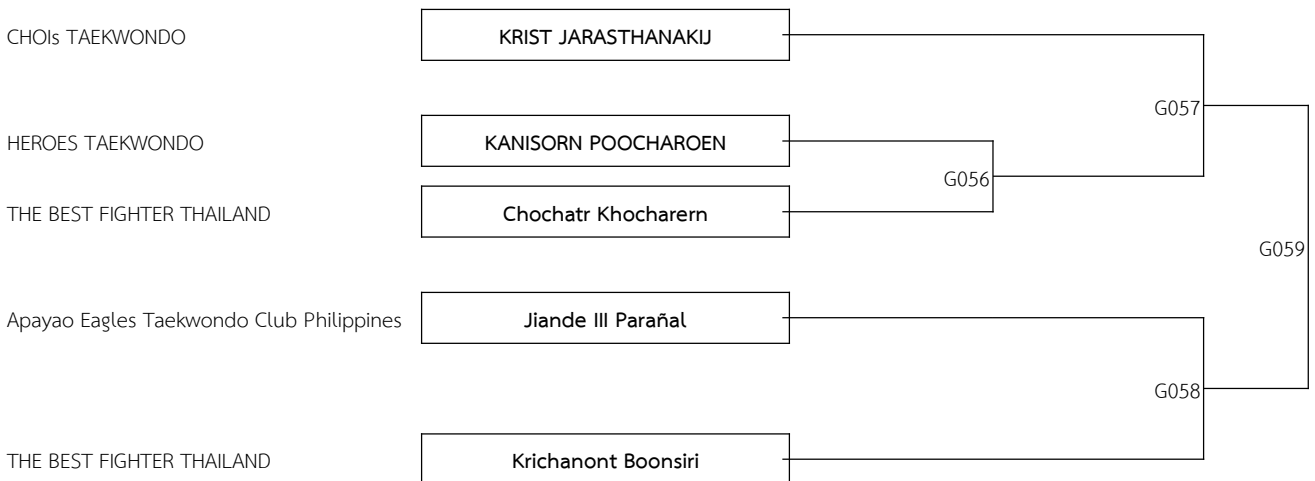 CHOIs TAEKWONDO KRIST JARASTHANAKIJ
G057
HEROES TAEKWONDO KANISORN POOCHAROEN
G056
THE BEST FIGHTER THAILAND Chochatr Khocharern
G059
Apayao Eagles Taekwondo Club Philippines Jiande III Parañal
G058
THE BEST FIGHTER THAILAND Krichanont Boonsiri